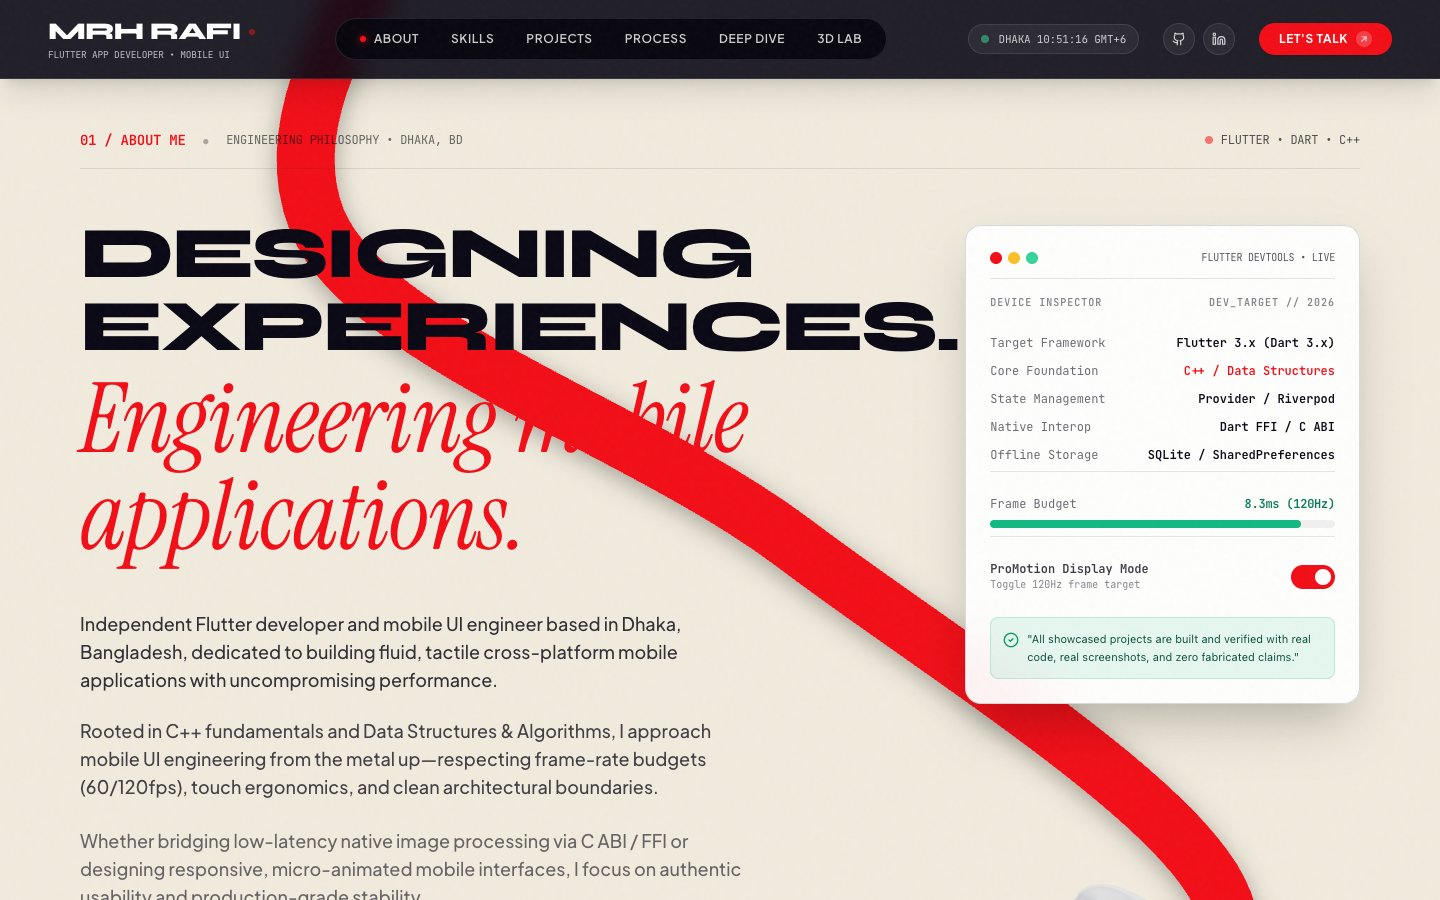 MRH RAFI
FLUTTER APP DEVELOPER • MOBILE UI
ABOUT
SKILLS
PROJECTS
PROCESS
DEEP DIVE
3D LAB
DHAKA 10:51:16 GMT+6
LET'S TALK
01 / ABOUT ME
ENGINEERING PHILOSOPHY • DHAKA, BD
FLUTTER • DART • C++
DESIGNING
EXPERIENCES.
Engineering mobile
applications.
Independent Flutter developer and mobile UI engineer based in Dhaka,
Bangladesh, dedicated to building fluid, tactile cross-platform mobile
applications with uncompromising performance.
Rooted in C++ fundamentals and Data Structures & Algorithms, I approach
mobile UI engineering from the metal up—respecting frame-rate budgets
(60/120fps), touch ergonomics, and clean architectural boundaries.
Whether bridging low-latency native image processing via C ABI / FFI or
designing responsive, micro-animated mobile interfaces, I focus on authentic
usability and production-grade stability.
FLUTTER DEVTOOLS • LIVE
DEVICE INSPECTOR
DEV_TARGET // 2026
Target Framework
Flutter 3.x (Dart 3.x)
Core Foundation
C++ / Data Structures
State Management
Provider / Riverpod
Native Interop
Dart FFI / C ABI
Offline Storage
SQLite / SharedPreferences
Frame Budget
8.3ms (120Hz)
ProMotion Display Mode
Toggle 120Hz frame target
"All showcased projects are built and verified with real
code, real screenshots, and zero fabricated claims."